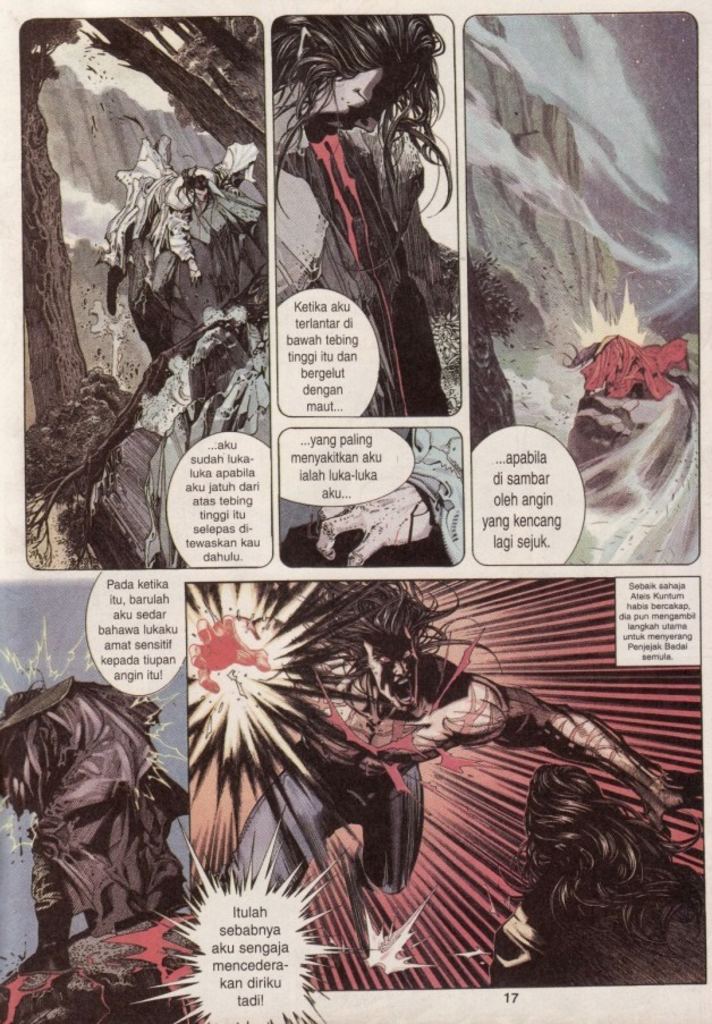 ...aku
sudah luka-
luka apabila
aku jatuh dari
atas tebing
tinggi itu
selepas di-
tewaskan kau
dahulu.
Ketika aku
terlantar di
bawah tebing
tinggi itu dan
bergelut
dengan
maut...
...yang paling
menyakitkan aku
ialah luka-luka
aku...
...apabila
di sambar
oleh angin
yang kencang
lagi sejuk.
Pada ketika
itu, barulah
aku sedar
bahawa lukaku
amat sensitif
kepada tiupan
angin itu!
Sebaik sahaja
Ateis Kuntum
habis bercakap,
dia pun mengambil
langkah utama
untuk menyerang
Penjejak Badai
semula.
Itulah
sebabnya
aku sengaja
mencedera-
kan diriku
tadi!
17